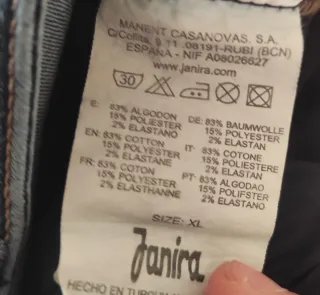 MANENT CASANOVAS, S.A.
C/Collita, 9-11 .08191-RUBI (BCN)
ESPAÑA - NIF A08026627
www.janira.com
30
E: 83% ALGODON
15% POLIESTER
2% ELASTANO
EN: 83% COTTON
15% POLYESTER
2% ELASTANE
FR: 83% COTON
15% POLYESTER
2% ELASTHANNE
DE: 83% BAUMWOLLE
15% POLYESTER
2% ELASTAN
IT: 83% COTONE
15% POLIESTERE
2% ELASTAN
PT: 83% ALGODAO
15% POLIFSTER
2% ELASTANO
SIZE: XL
Janira
HECHO EN